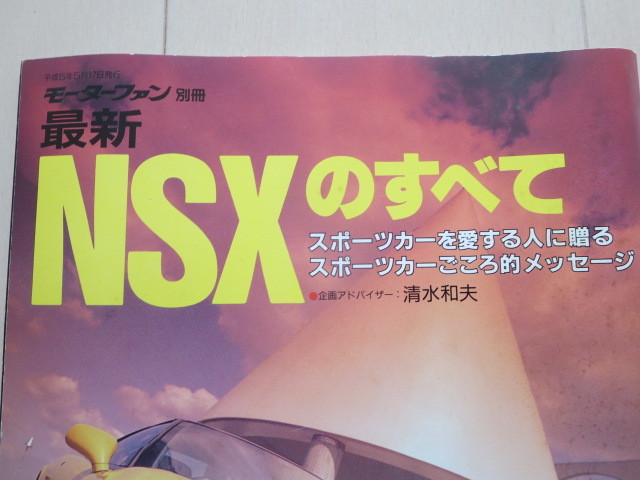 平成15年5月17日発行
モーターファン別冊
最新
NSXのすべて
スポーツカーを愛する人に贈る
スポーツカーごころ的メッセージ
●企画アドバイザー：清水和夫